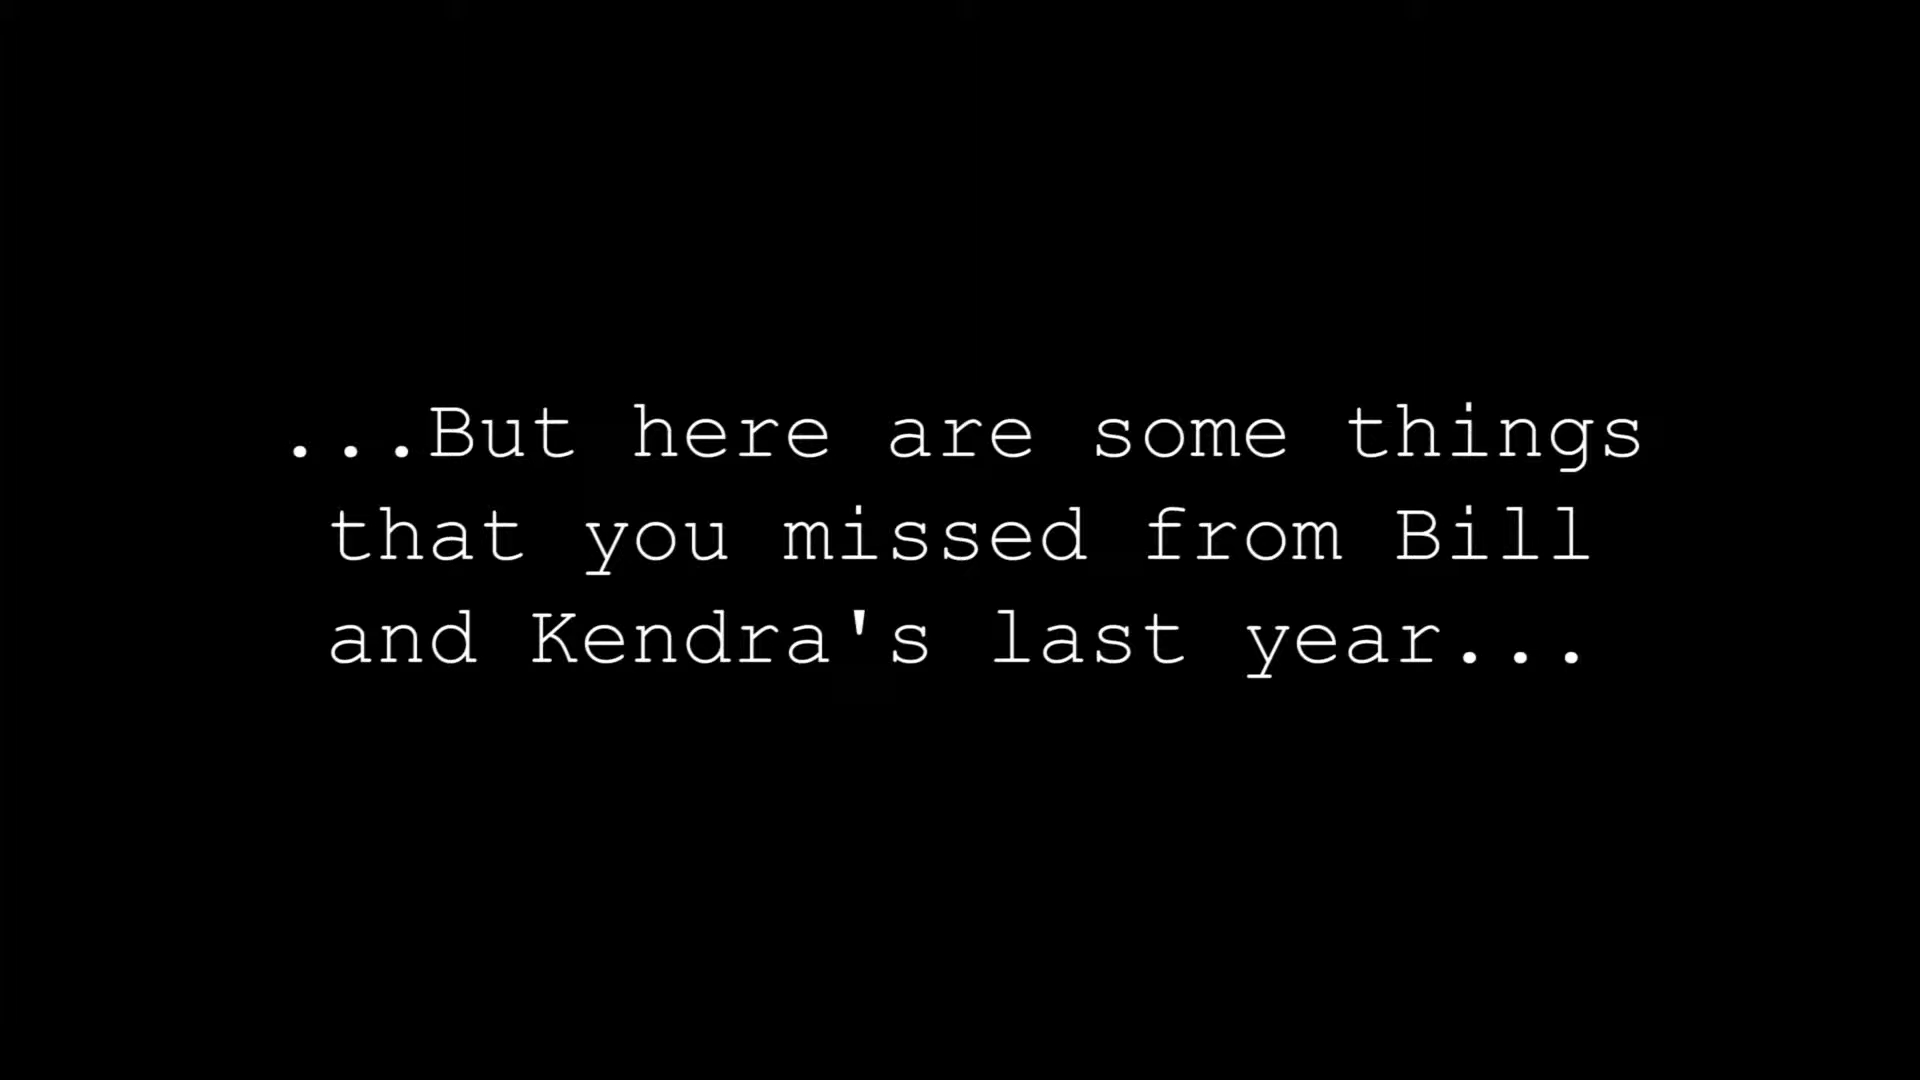 ...But here are some things
that you missed from Bill
and Kendra's last year...